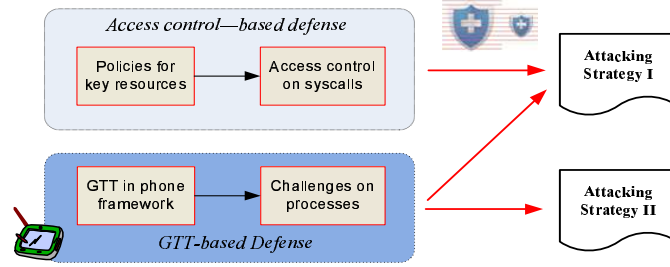 Access control—based defense
Policies for
key resources
Access control
on syscalls
Attacking
Strategy I
GTT in phone
framework
Challenges on
processes
GTT-based Defense
Attacking
Strategy II